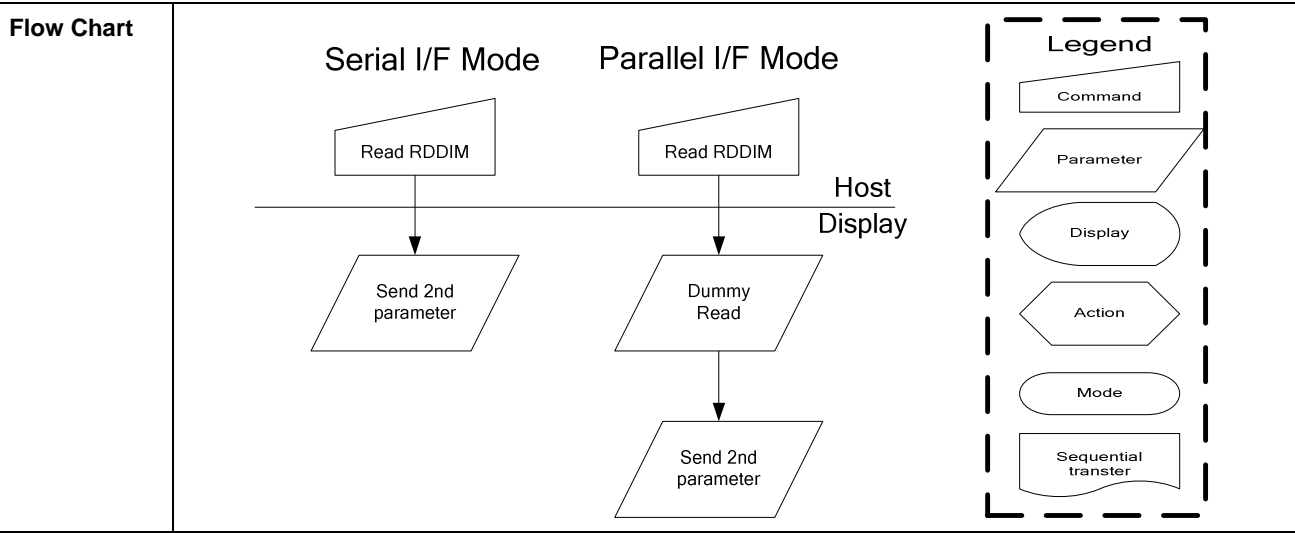 Flow Chart
Serial I/F Mode
Parallel I/F Mode
Read RDDIM
Read RDDIM
Host
Display
Send 2nd
parameter
Dummy
Read
Send 2nd
parameter
Legend
Command
Parameter
Display
Action
Mode
Sequential
transter